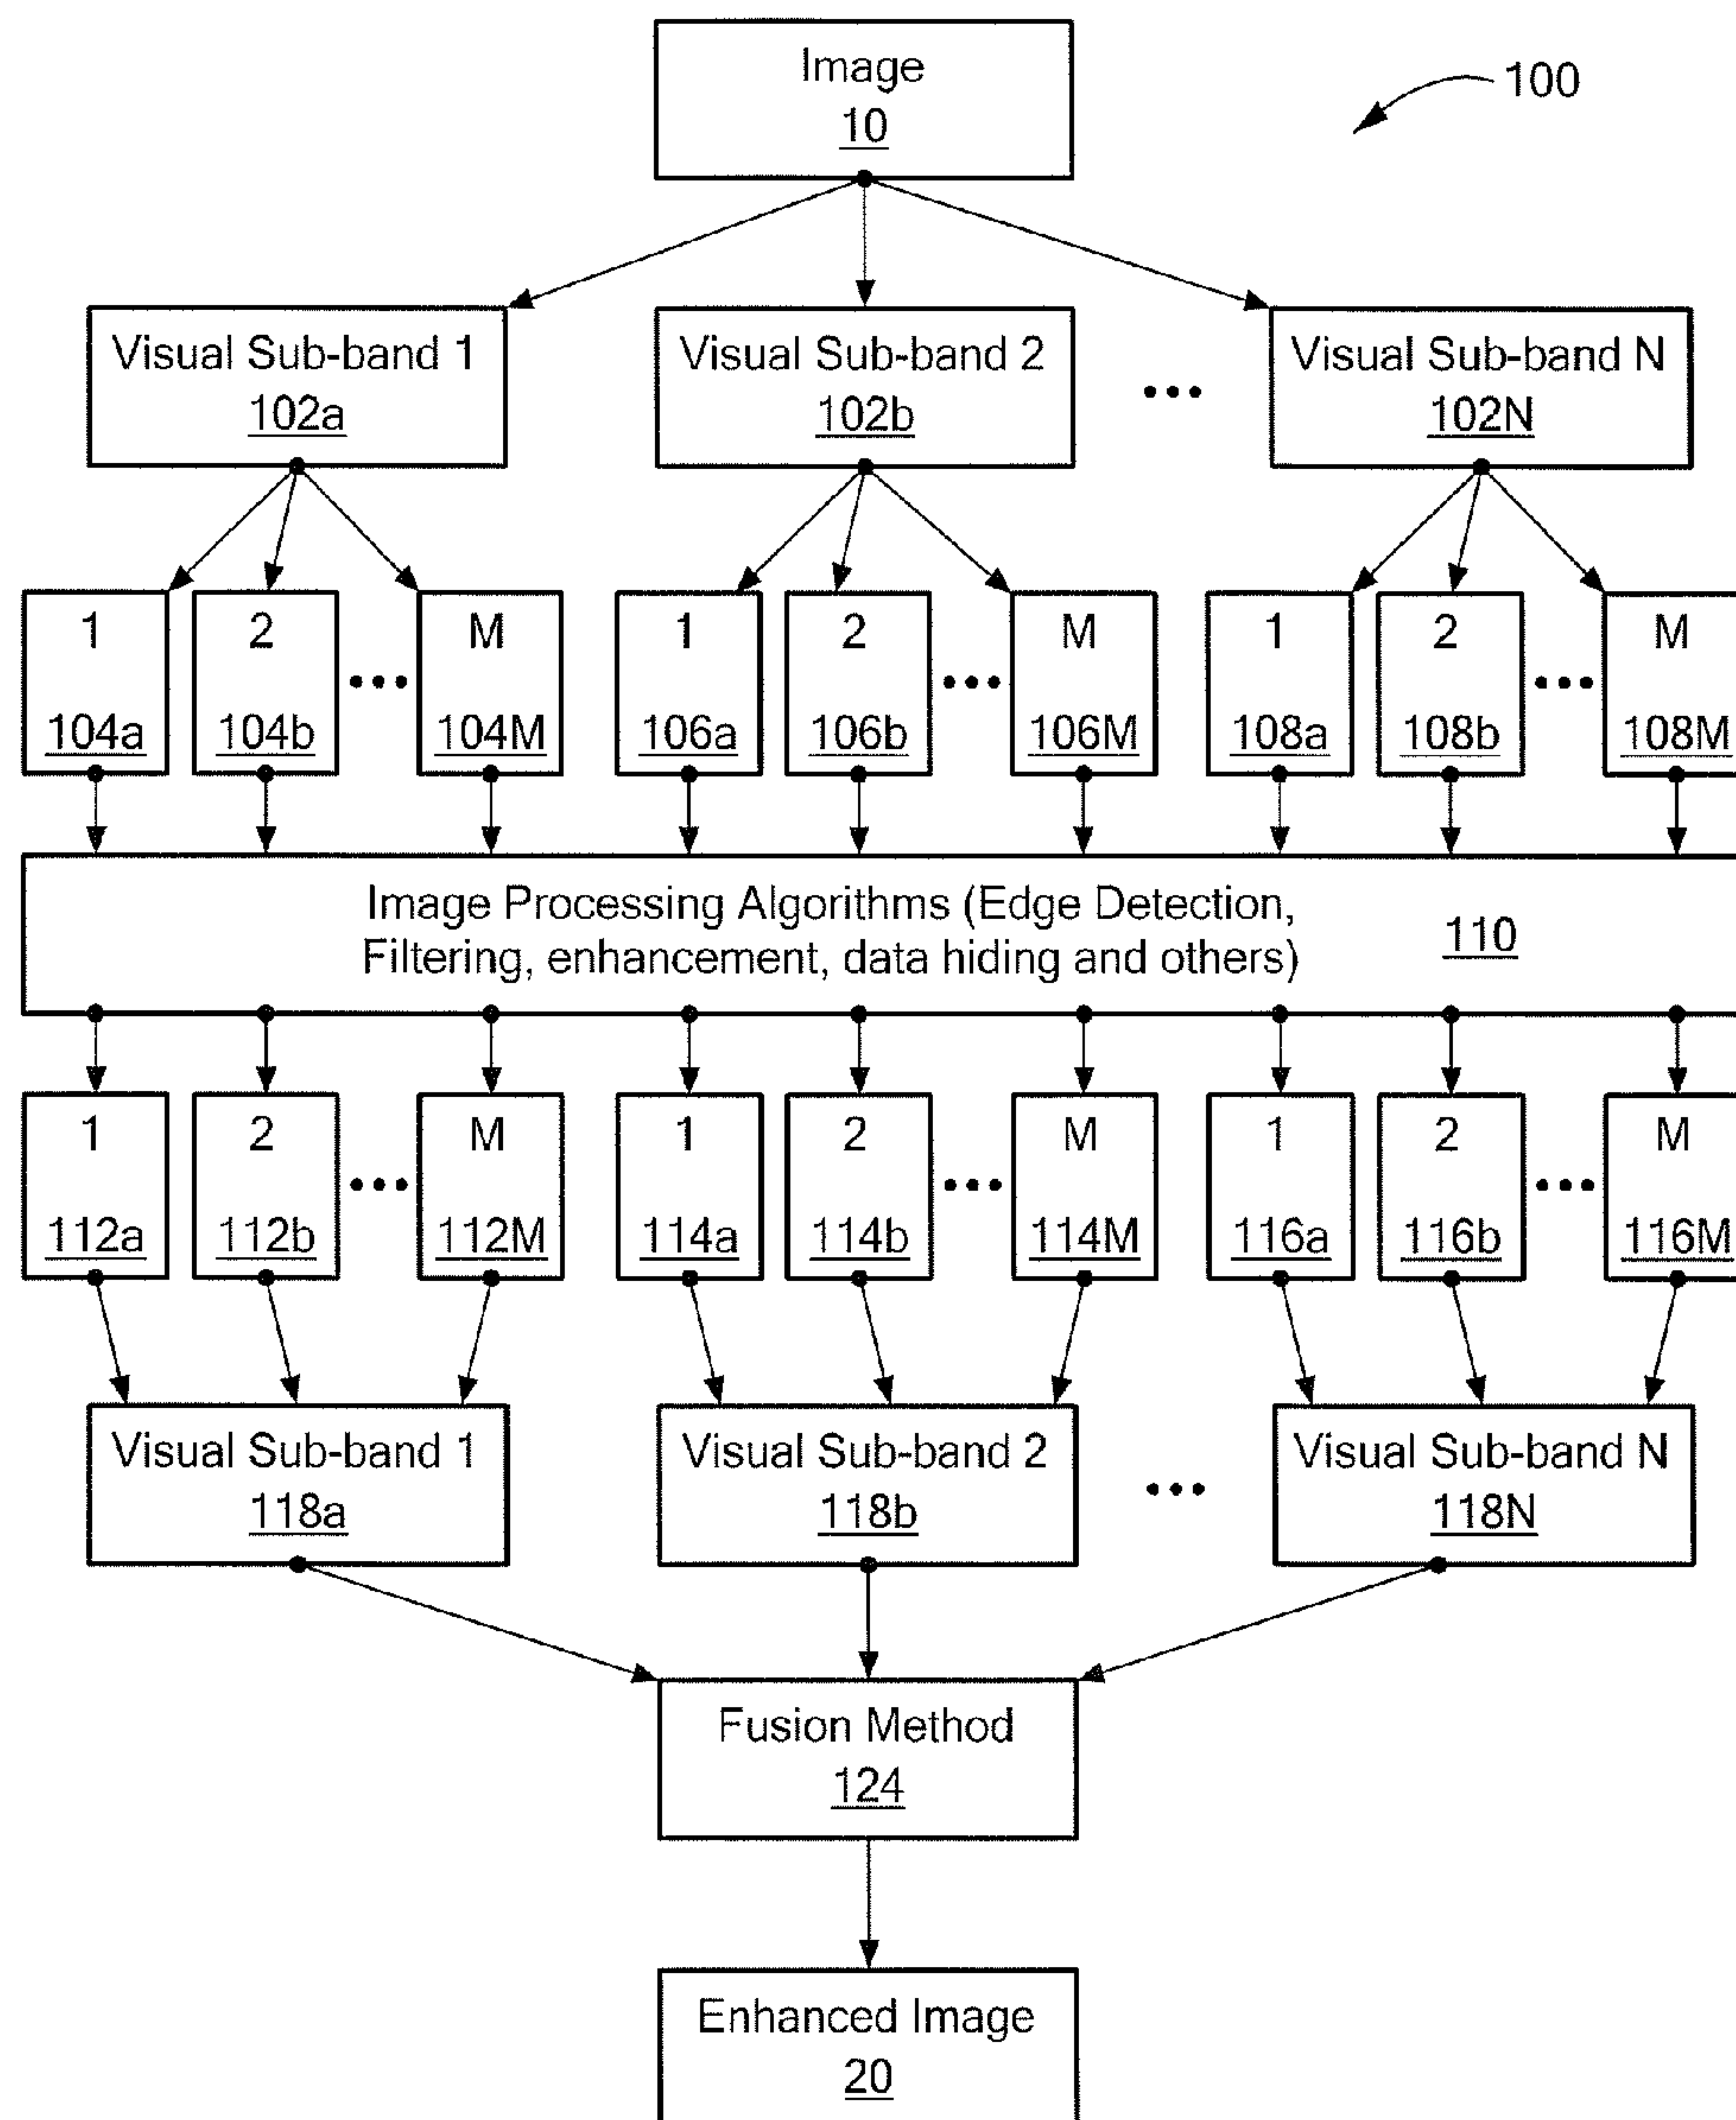 Image
10
100
Visual Sub-band 1
102a
Visual Sub-band 2
102b
...
Visual Sub-band N
102N
1
104a
2
104b
...
M
104M
1
106a
2
106b
...
M
106M
1
108a
2
108b
...
M
108M
Image Processing Algorithms (Edge Detection,
Filtering, enhancement, data hiding and others)
110
1
112a
2
112b
...
M
112M
1
114a
2
114b
...
M
114M
1
116a
2
116b
...
M
116M
Visual Sub-band 1
118a
Visual Sub-band 2
118b
...
Visual Sub-band N
118N
Fusion Method
124
Enhanced Image
20